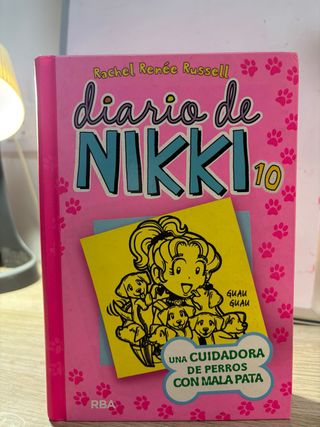 Rachel Renée Russell
diario de
NIKKI 10
GUAU
GUAU
UNA CUIDADORA
DE PERROS
CON MALA PATA
RBA